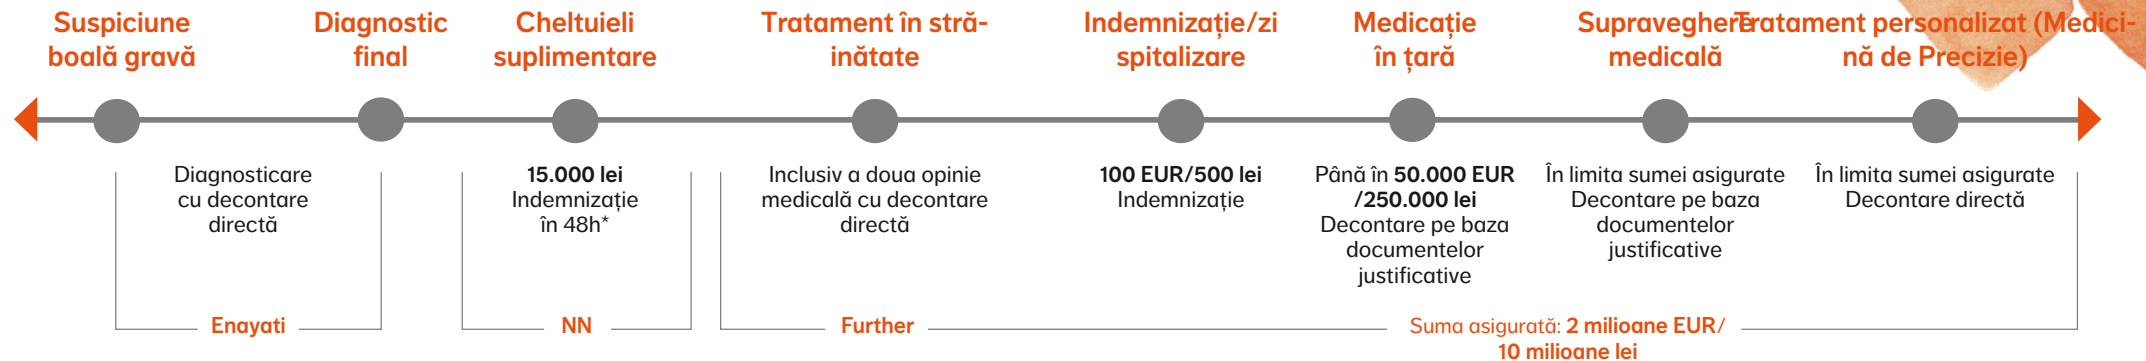 Suspiciune
boală gravă
Diagnostic
final
Cheltuieli
suplimentare
Tratament în stră-
inătate
Indemnizație/zi
spitalizare
Medicație
în țară
Supraveghere
medicală
Tratament personalizat (Medici-
nă de Precizie)
Diagnosticare
cu decontare
directă
15.000 lei
Indemnizație
în 48h*
Inclusiv a doua opinie
medicală cu decontare
directă
100 EUR/500 lei
Indemnizație
Până în 50.000 EUR
/250.000 lei
Decontare pe baza
documentelor
justificative
În limita sumei asigurate
Decontare pe baza
documentelor
justificative
În limita sumei asigurate
Decontare directă
Enayati
NN
Further
Suma asigurată: 2 milioane EUR/
10 milioane lei